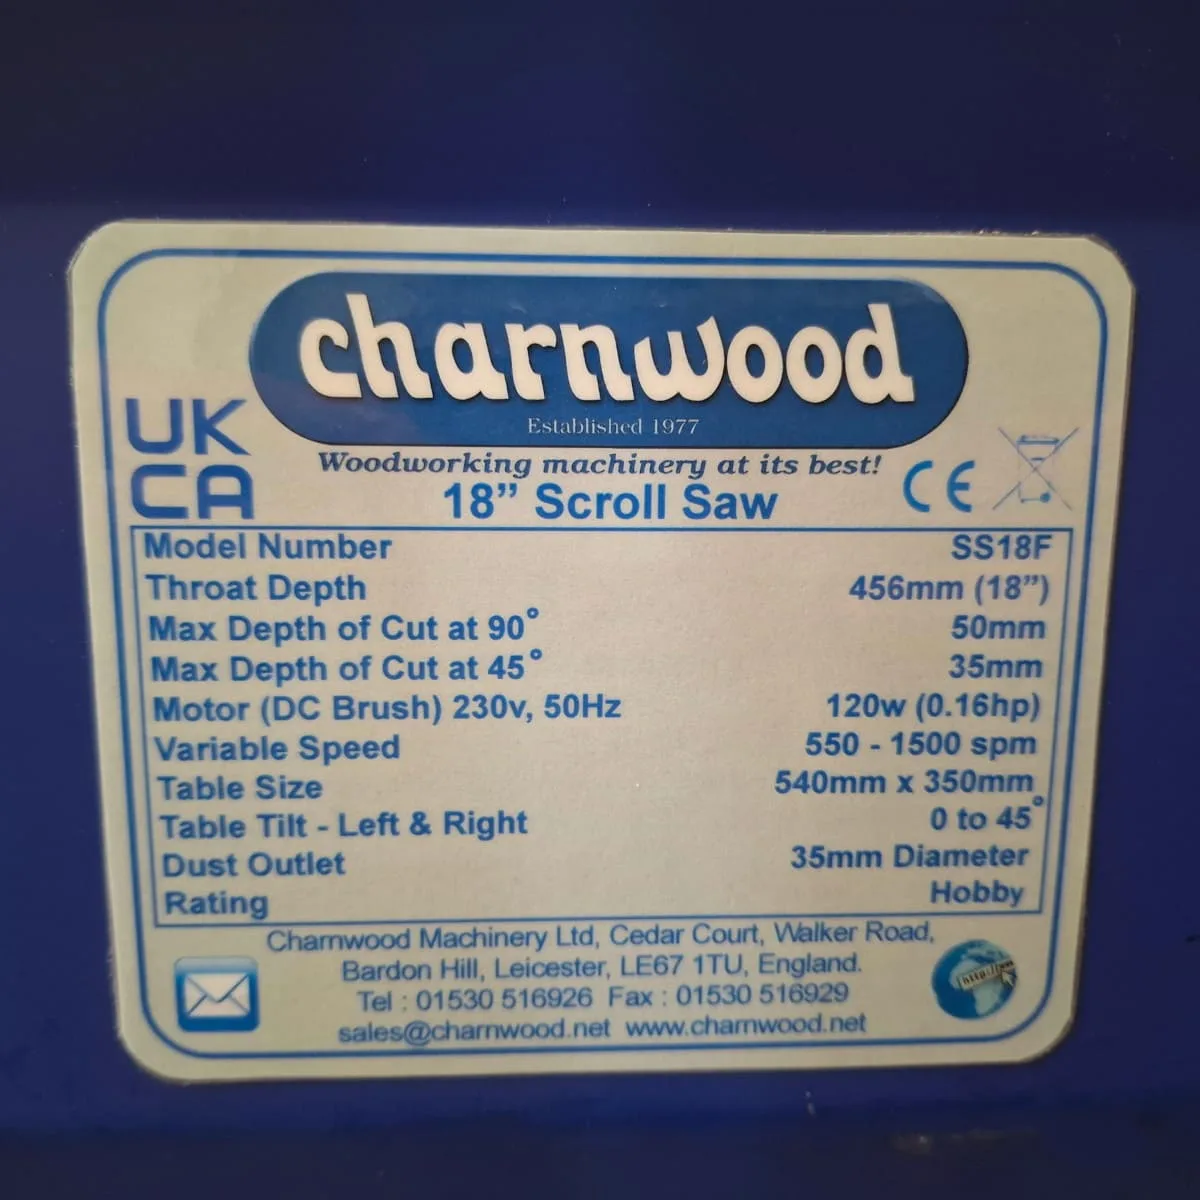 charnwood
Established 1977
Woodworking machinery at its best!
UK
CA
CE
18” Scroll Saw
Model Number SS18F
Throat Depth 456mm (18”)
Max Depth of Cut at 90° 50mm
Max Depth of Cut at 45° 35mm
Motor (DC Brush) 230v, 50Hz 120w (0.16hp)
Variable Speed 550 - 1500 spm
Table Size 540mm x 350mm
Table Tilt - Left & Right 0 to 45°
Dust Outlet 35mm Diameter
Rating Hobby
Charnwood Machinery Ltd, Cedar Court, Walker Road,
Bardon Hill, Leicester, LE67 1TU, England.
Tel : 01530 516926 Fax : 01530 516929
sales@charnwood.net www.charnwood.net
http://www